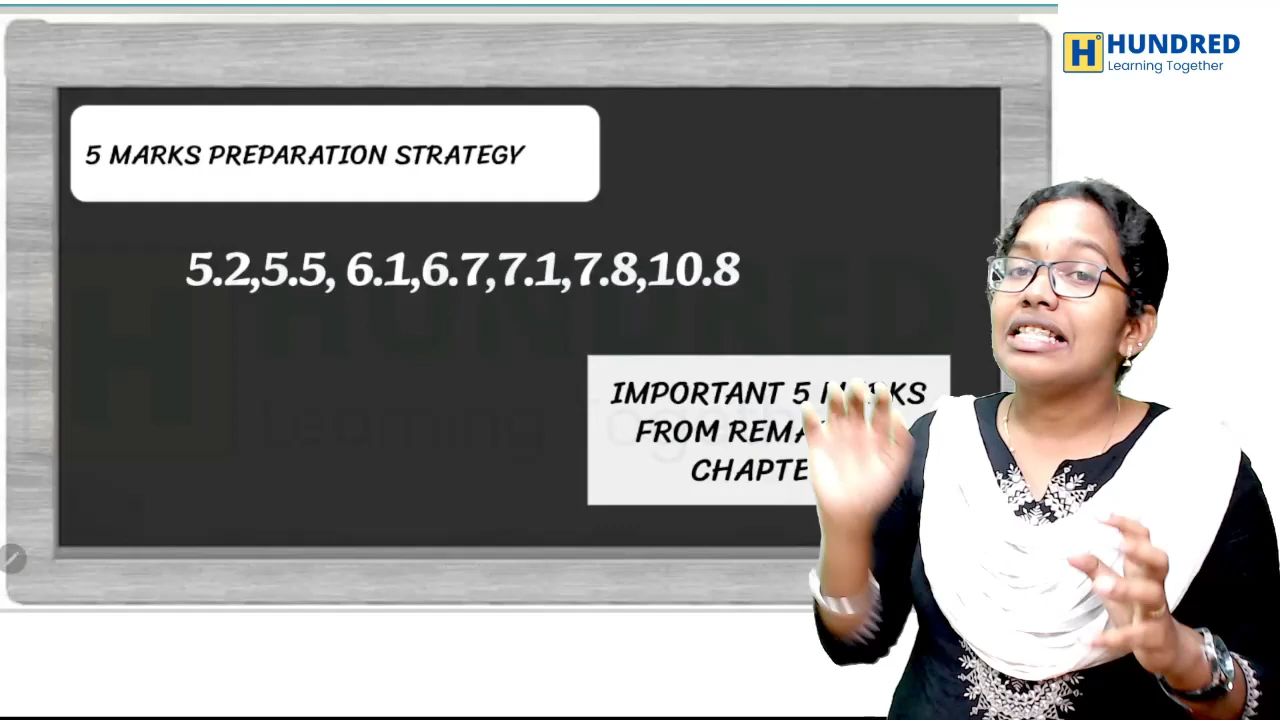 HUNDRED
Learning Together
5 MARKS PREPARATION STRATEGY
5.2,5.5, 6.1,6.7,7.1,7.8,10.8
IMPORTANT 5
FROM